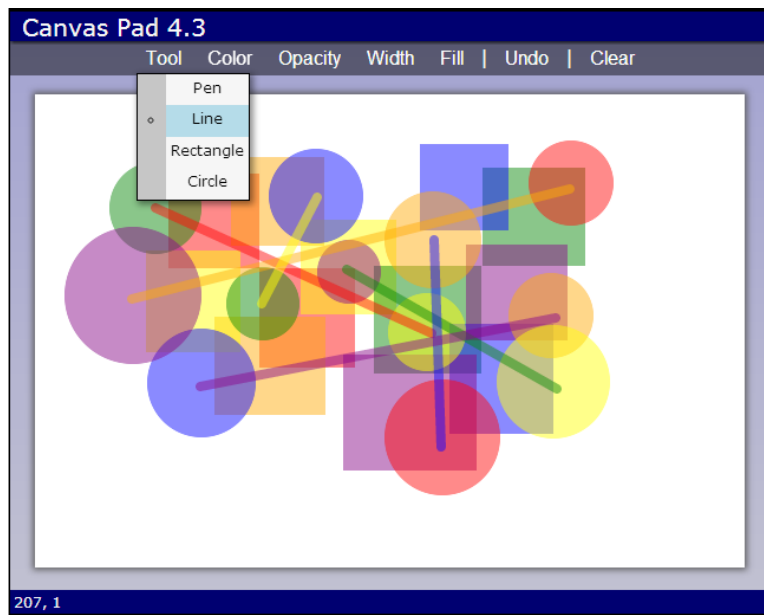 Canvas Pad 4.3
Tool Color Opacity Width Fill | Undo | Clear
Pen
Line
Rectangle
Circle
207, 1